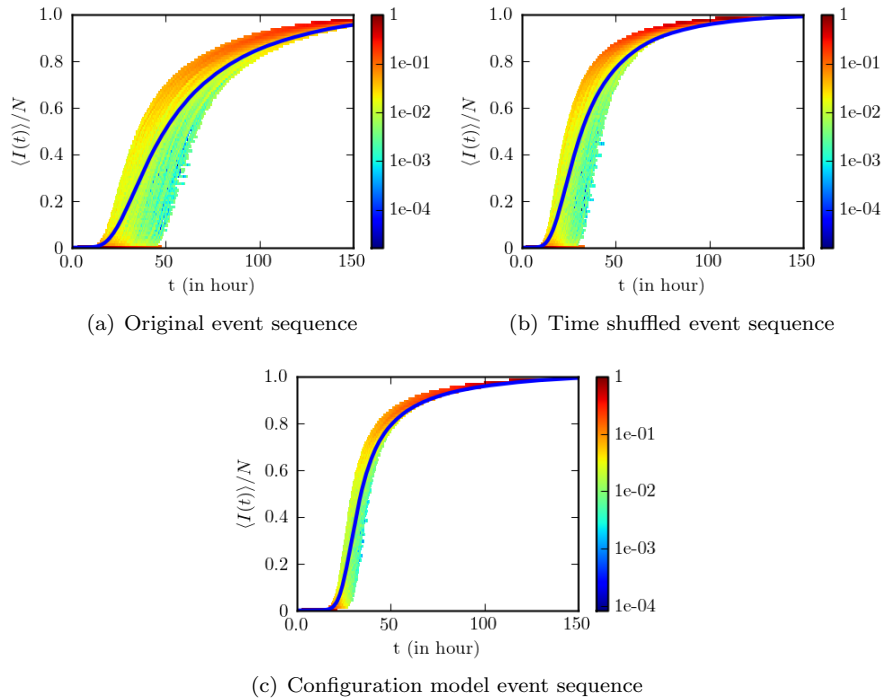 1.0
0.8
0.6
0.4
0.2
0
⟨I(t)⟩/N
0.0
50
100
150
t (in hour)
1
1e-01
1e-02
1e-03
1e-04
(a) Original event sequence
1.0
0.8
0.6
0.4
0.2
0
⟨I(t)⟩/N
0.0
50
100
150
t (in hour)
1
1e-01
1e-02
1e-03
1e-04
(b) Time shuffled event sequence
1.0
0.8
0.6
0.4
0.2
0
⟨I(t)⟩/N
0.0
50
100
150
t (in hour)
1
1e-01
1e-02
1e-03
1e-04
(c) Configuration model event sequence